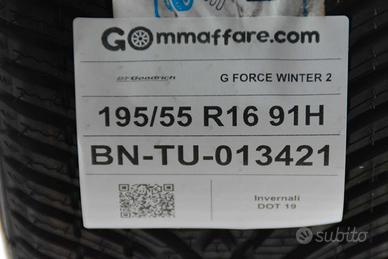 GOmmaffare.com
BFGoodrich
G FORCE WINTER 2
195/55 R16 91H
BN-TU-013421
Invernali
DOT 19
subito